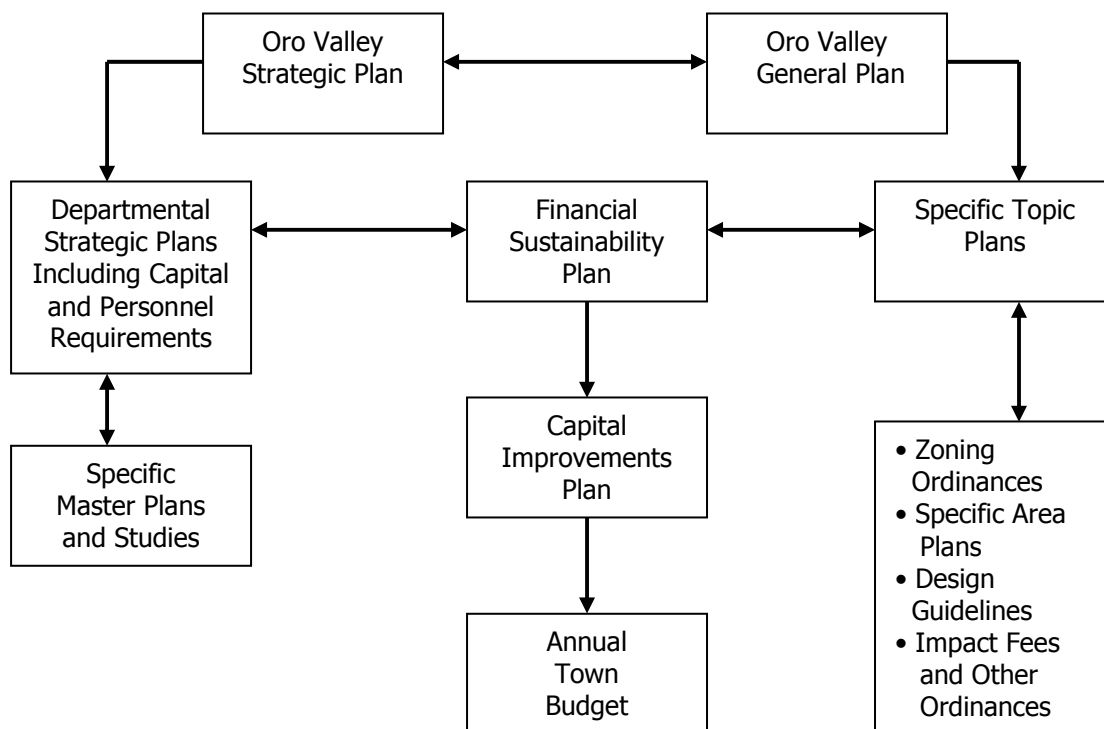 Oro Valley
Strategic Plan
Oro Valley
General Plan
Departmental
Strategic Plans
Including Capital
and Personnel
Requirements
Financial
Sustainability
Plan
Specific Topic
Plans
Specific
Master Plans
and Studies
Capital
Improvements
Plan
• Zoning
Ordinances
• Specific Area
Plans
• Design
Guidelines
• Impact Fees
and Other
Ordinances
Annual
Town
Budget